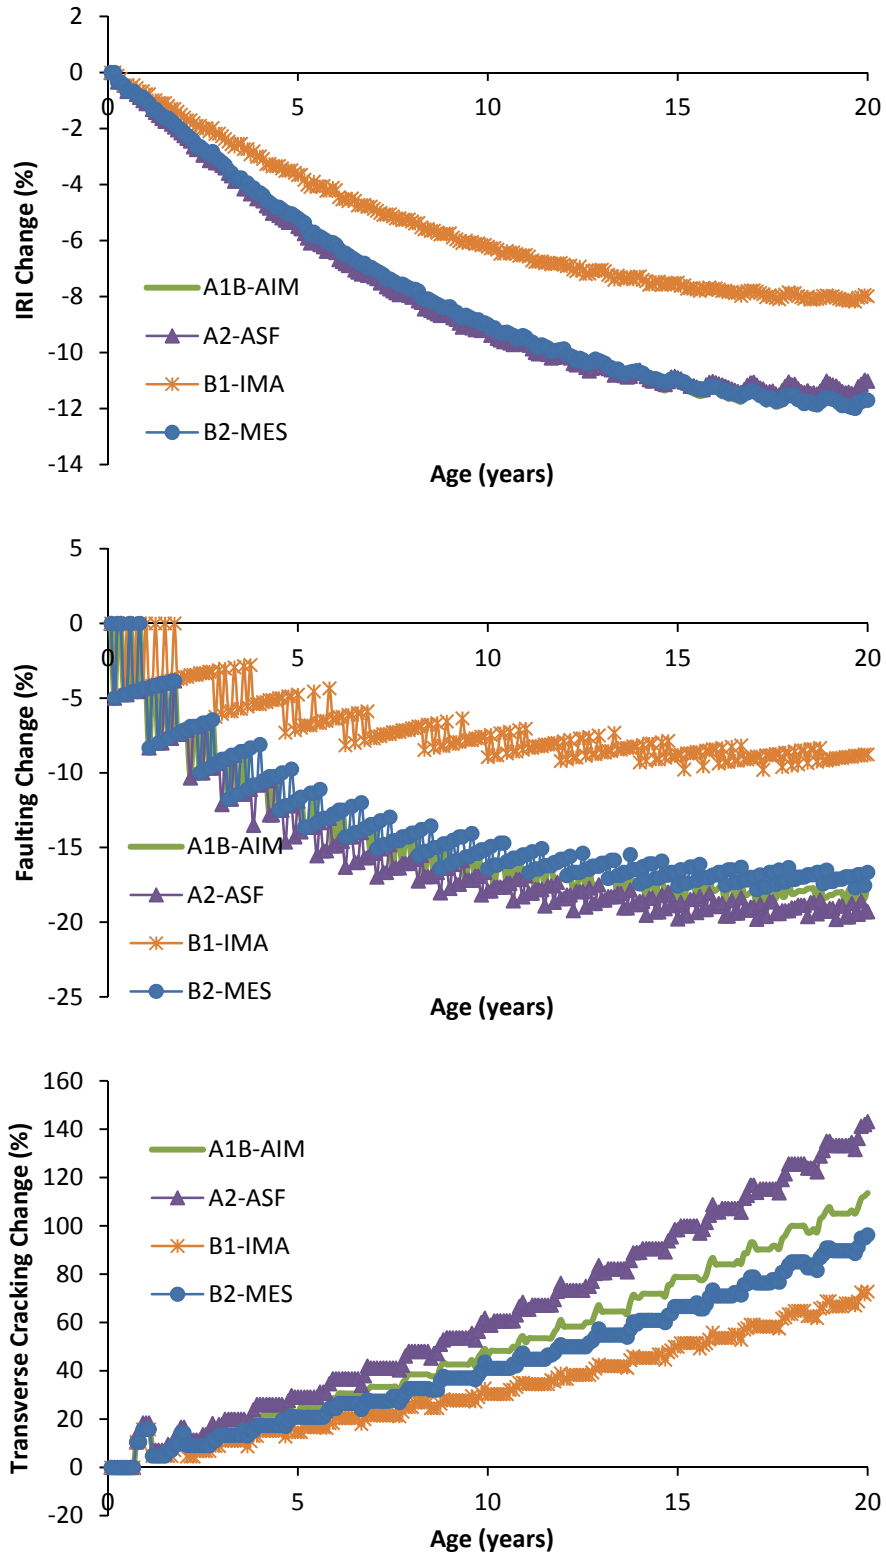 2
0
-2
-4
-6
-8
-10
-12
-14
IRI Change (%)
0 5 10 15 20
A1B-AIM
A2-ASF
B1-IMA
B2-MES
Age (years)
5
0
-5
-10
-15
-20
-25
Faulting Change (%)
0 5 10 15 20
A1B-AIM
A2-ASF
B1-IMA
B2-MES
Age (years)
160
140
120
100
80
60
40
20
0
-20
Transverse Cracking Change (%)
A1B-AIM
A2-ASF
B1-IMA
B2-MES
0 5 10 15 20
Age (years)